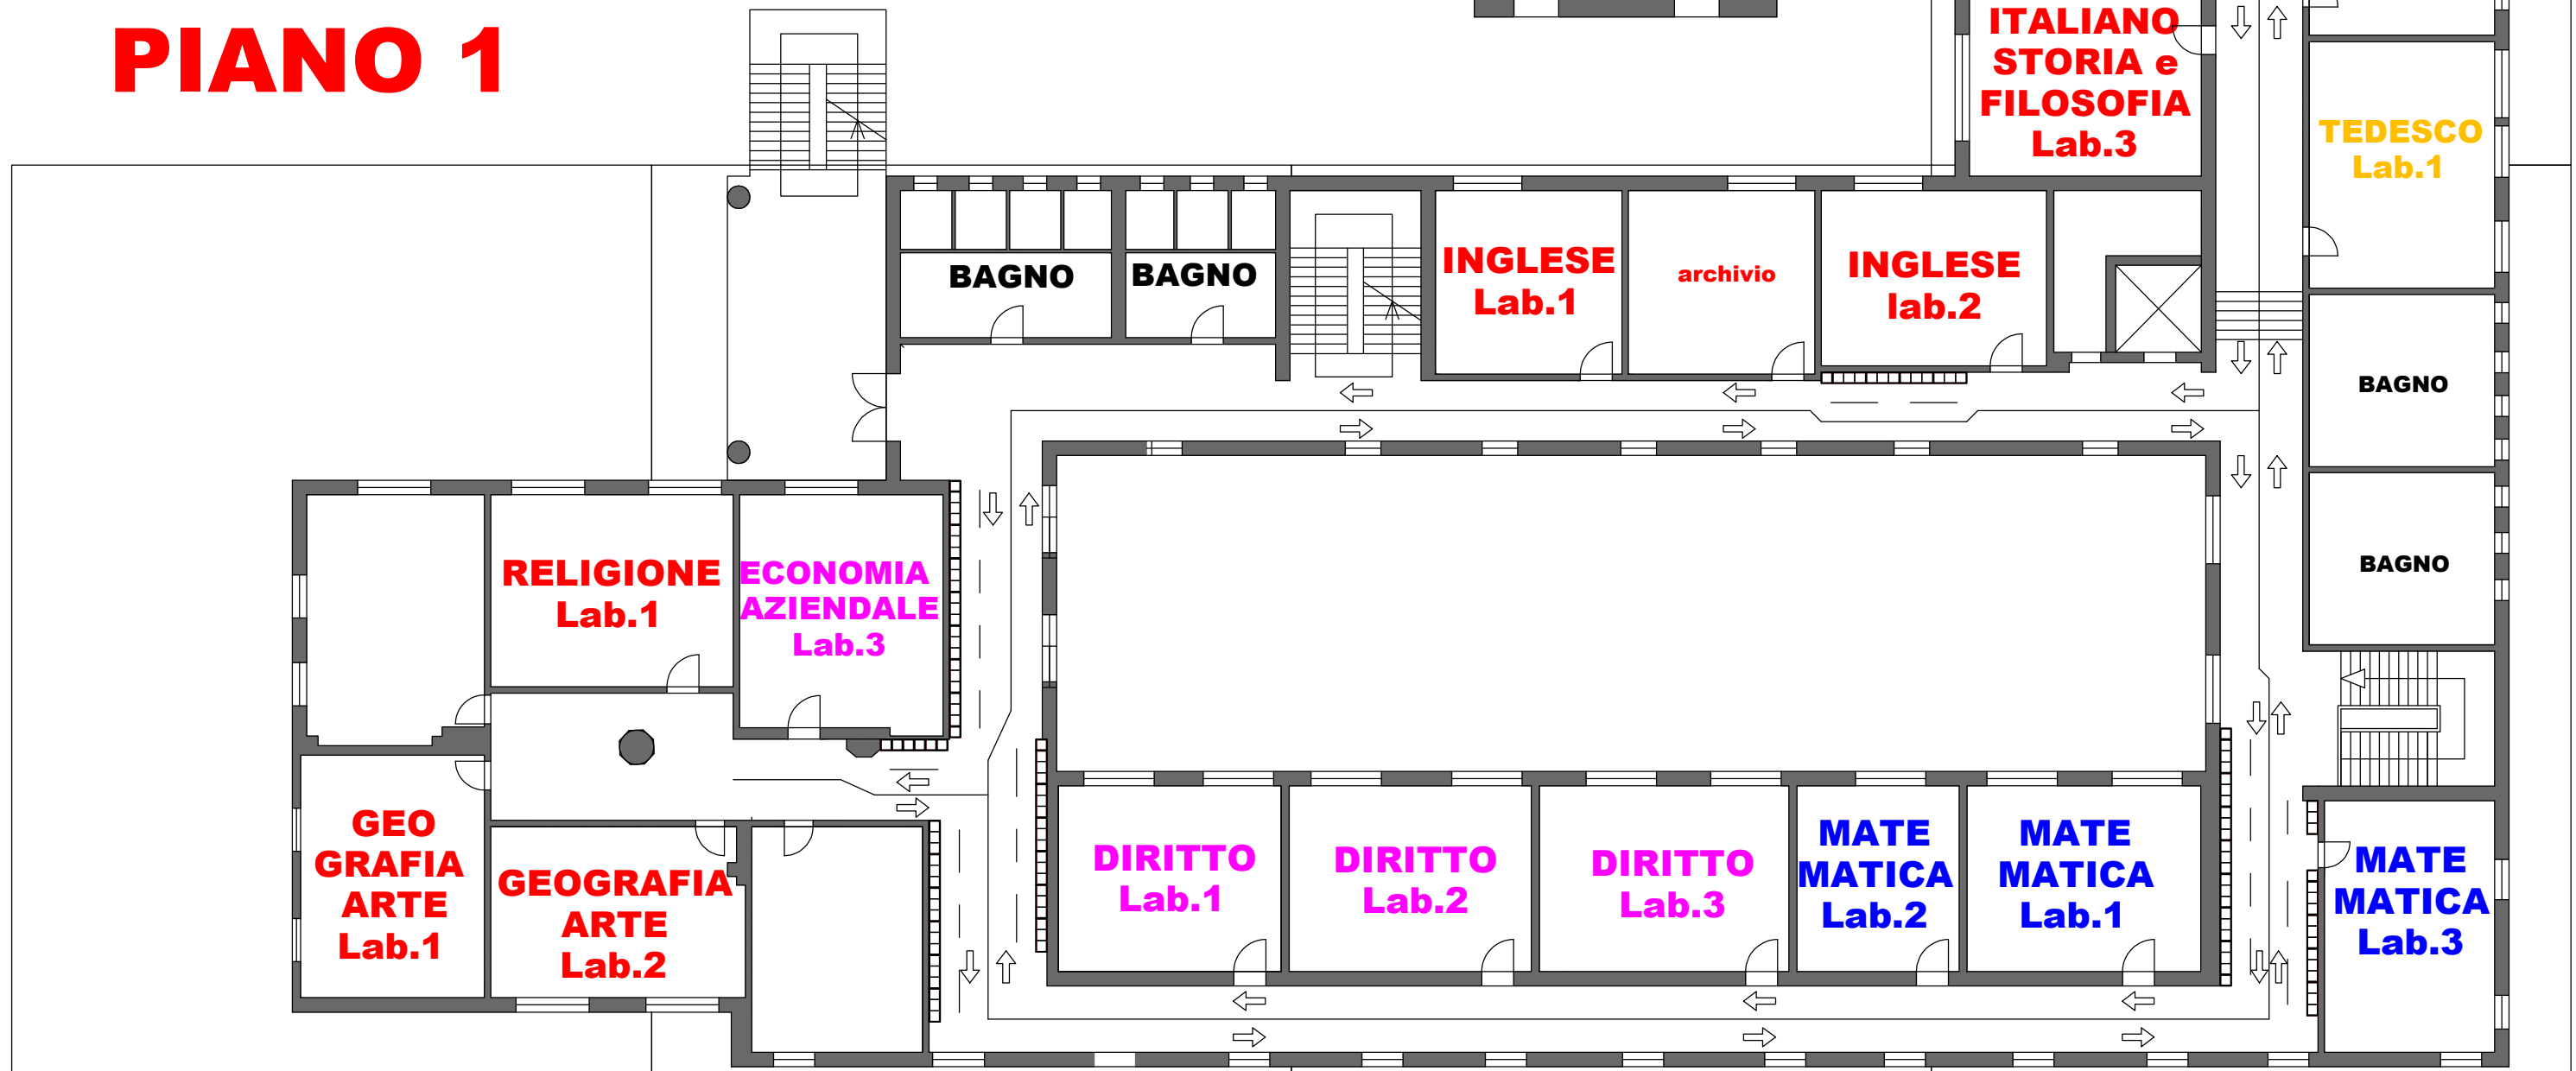 PIANO 1
ITALIANO
STORIA e
FILOSOFIA
Lab.3
TEDESCO
Lab.1
BAGNO
BAGNO
INGLESE
Lab.1
archivio
INGLESE
lab.2
BAGNO
BAGNO
RELIGIONE
Lab.1
ECONOMIA
AZIENDALE
Lab.3
GEO
GRAFIA
ARTE
Lab.1
GEOGRAFIA
ARTE
Lab.2
DIRITTO
Lab.1
DIRITTO
Lab.2
DIRITTO
Lab.3
MATE
MATICA
Lab.2
MATE
MATICA
Lab.1
MATE
MATICA
Lab.3